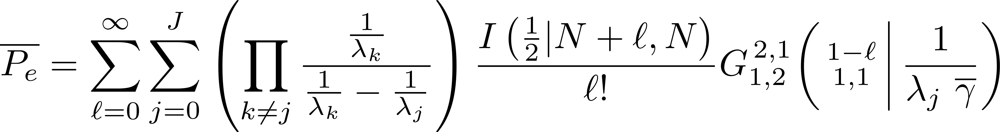 $\overline{P_e} = \sum_{\ell=0}^{\infty} \sum_{j=0}^{J} \left( \prod_{k \neq j} \frac{\frac{1}{\lambda_k}}{\frac{1}{\lambda_k} - \frac{1}{\lambda_j}} \right) \frac{I\left(\frac{1}{2} | N + \ell, N\right)}{\ell!} G_{1,2}^{2,1} \left( \begin{smallmatrix} 1-\ell \\ 1,1 \end{smallmatrix} \middle| \frac{1}{\lambda_j \, \overline{\gamma}} \right)$